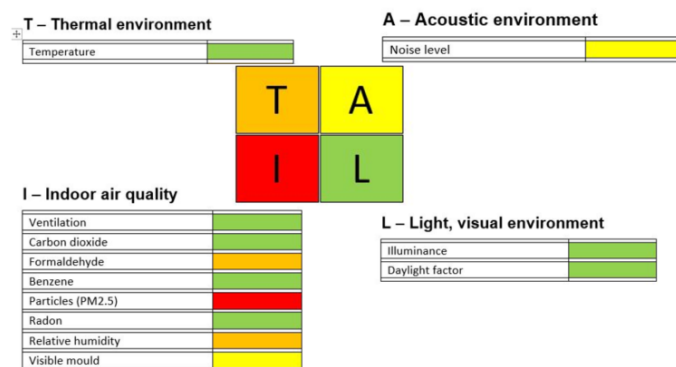 T – Thermal environment
Temperature
A – Acoustic environment
Noise level
T A
I L
I – Indoor air quality
Ventilation
Carbon dioxide
Formaldehyde
Benzene
Particles (PM2.5)
Radon
Relative humidity
Visible mould
L – Light, visual environment
Illuminance
Daylight factor